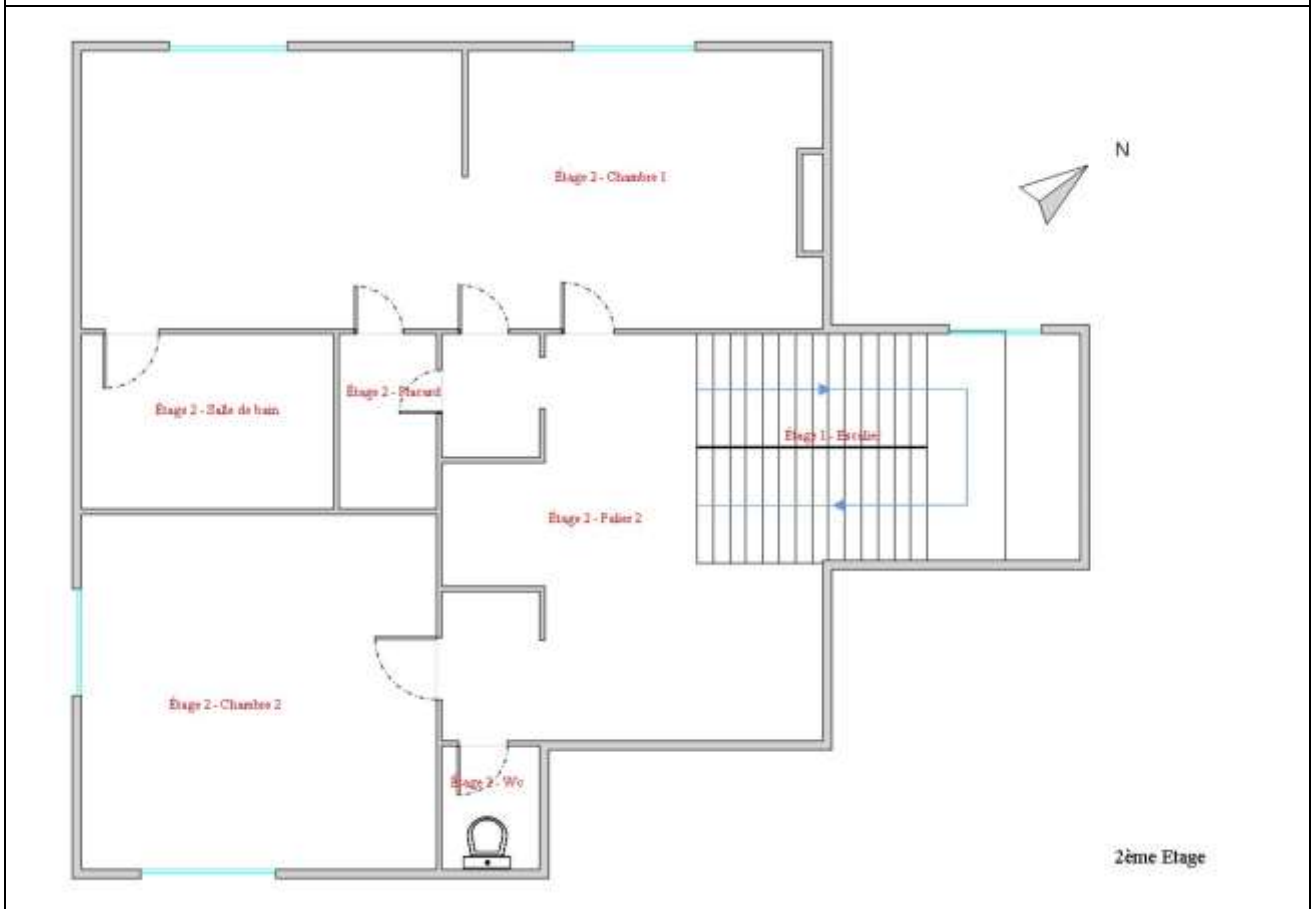 N
Étage 2 - Chambre 1
Étage 2 - Placard
Étage 2 - Salle de bain
Étage 1 - Escalier
Étage 2 - Palier 2
Étage 2 - Chambre 2
Étage 2 - Wc
2ème Etage